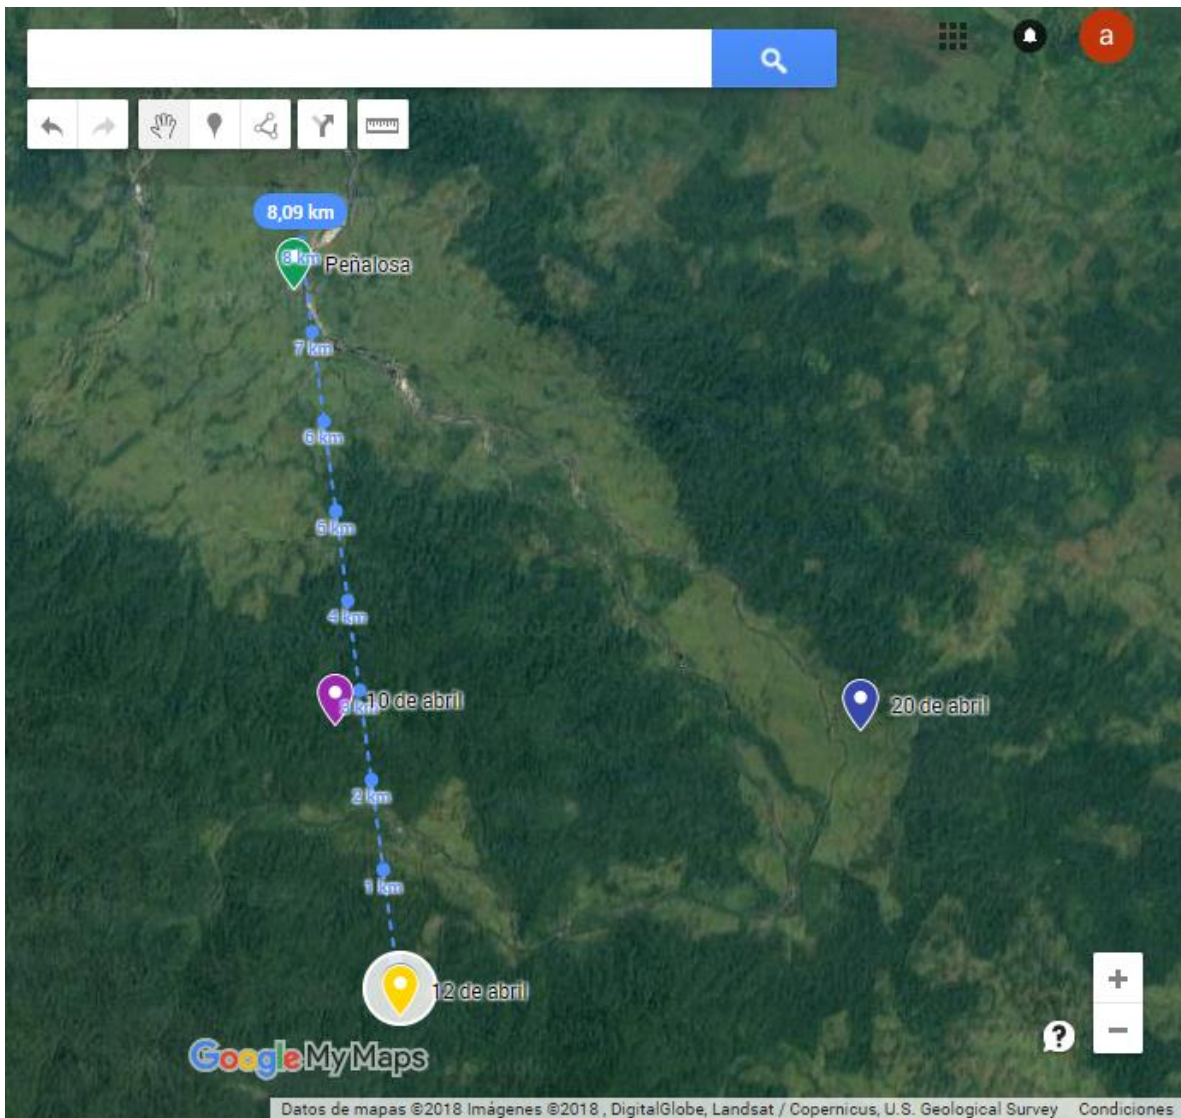 a
8,09 km
8 km
Peñalosa
7 km
6 km
5 km
4 km
10 de abril
3 km
20 de abril
2 km
1 km
12 de abril
Google My Maps
Datos de mapas ©2018 Imágenes ©2018 , DigitalGlobe, Landsat / Copernicus, U.S. Geological Survey Condiciones